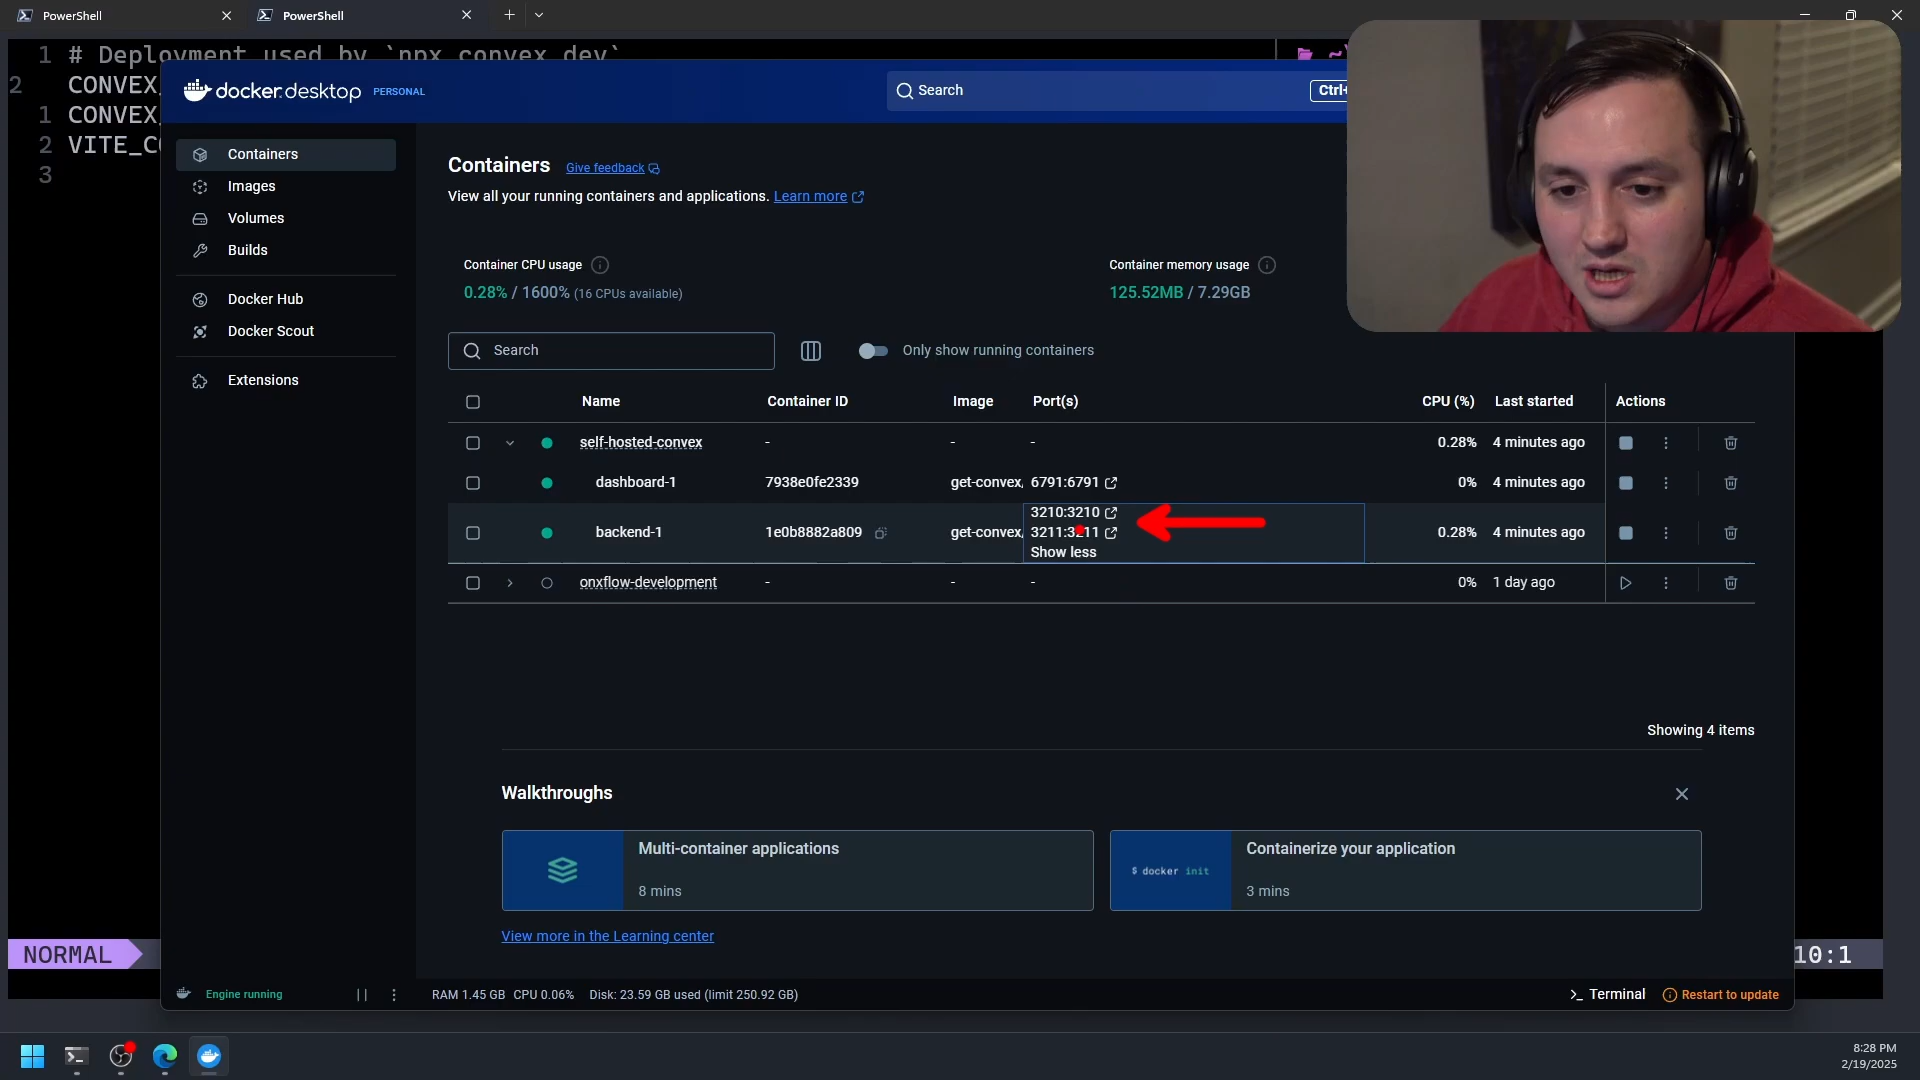 PowerShell
PowerShell
1 # Deployment used by `npx convex dev`
2 CONVEX_
1 CONVEX_
2 VITE_CO
3
docker.desktop PERSONAL
Search
Ctrl+
Containers
Images
Volumes
Builds
Docker Hub
Docker Scout
Extensions
Containers Give feedback
View all your running containers and applications. Learn more
Container CPU usage
0.28% / 1600% (16 CPUs available)
Container memory usage
125.52MB / 7.29GB
Search
Only show running containers
Name Container ID Image Port(s) CPU (%) Last started Actions
self-hosted-convex - - - 0.28% 4 minutes ago
dashboard-1 7938e0fe2339 get-convex, 6791:6791 0% 4 minutes ago
3210:3210
backend-1 1e0b8882a809 get-convex, 3211:3211 0.28% 4 minutes ago
Show less
onxflow-development - - - 0% 1 day ago
Showing 4 items
Walkthroughs
Multi-container applications
8 mins
$ docker init
Containerize your application
3 mins
View more in the Learning center
NORMAL
10:1
Engine running
RAM 1.45 GB CPU 0.06% Disk: 23.59 GB used (limit 250.92 GB)
Terminal
Restart to update
8:28 PM
2/19/2025